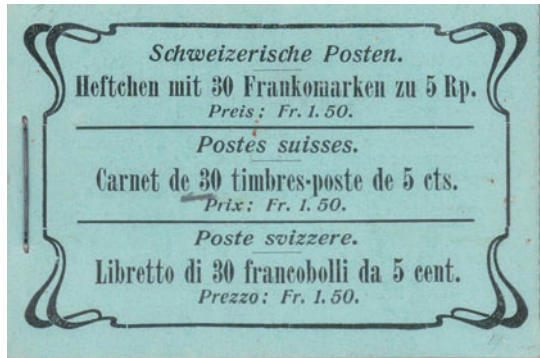 Schweizerische Posten.
Heftchen mit 30 Frankomarken zu 5 Rp.
Preis: Fr. 1. 50.
Postes suisses.
Carnet de 30 timbres-poste de 5 cts.
Prix: Fr. 1. 50.
Poste svizzere.
Libretto di 30 francobolli da 5 cent.
Prezzo: Fr. 1. 50.